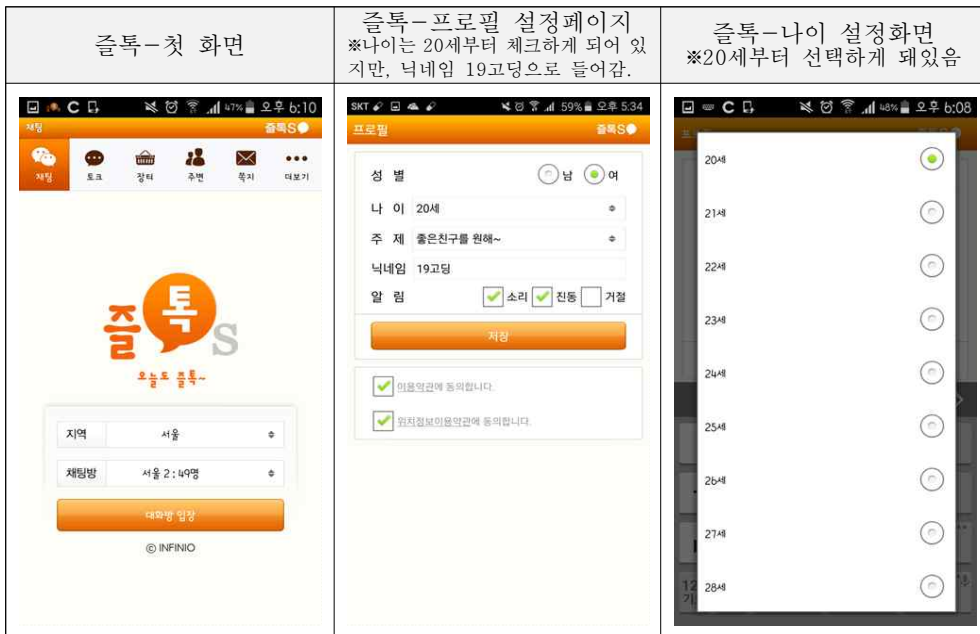 즐톡-첫 화면
즐톡-프로필 설정페이지
※나이는 20세부터 체크하게 되어 있
지만, 닉네임 19고딩으로 들어감.
즐톡-나이 설정화면
※20세부터 선택하게 돼있음
47% 오후 6:10
채팅 즐톡S
채팅 토크 장터 주변 쪽지 더보기
즐톡S
오늘도 즐톡~
지역 서울
채팅방 서울 2 : 49명
대화방 입장
© INFINIO
SKT 59% 오후 5:34
프로필 즐톡S
성 별 남 여
나 이 20세
주 제 좋은친구를 원해~
닉네임 19고딩
알 림 소리 진동 거절
저장
이용약관에 동의합니다.
위치정보이용약관에 동의합니다.
48% 오후 6:08
20세
21세
22세
23세
24세
25세
26세
27세
28세